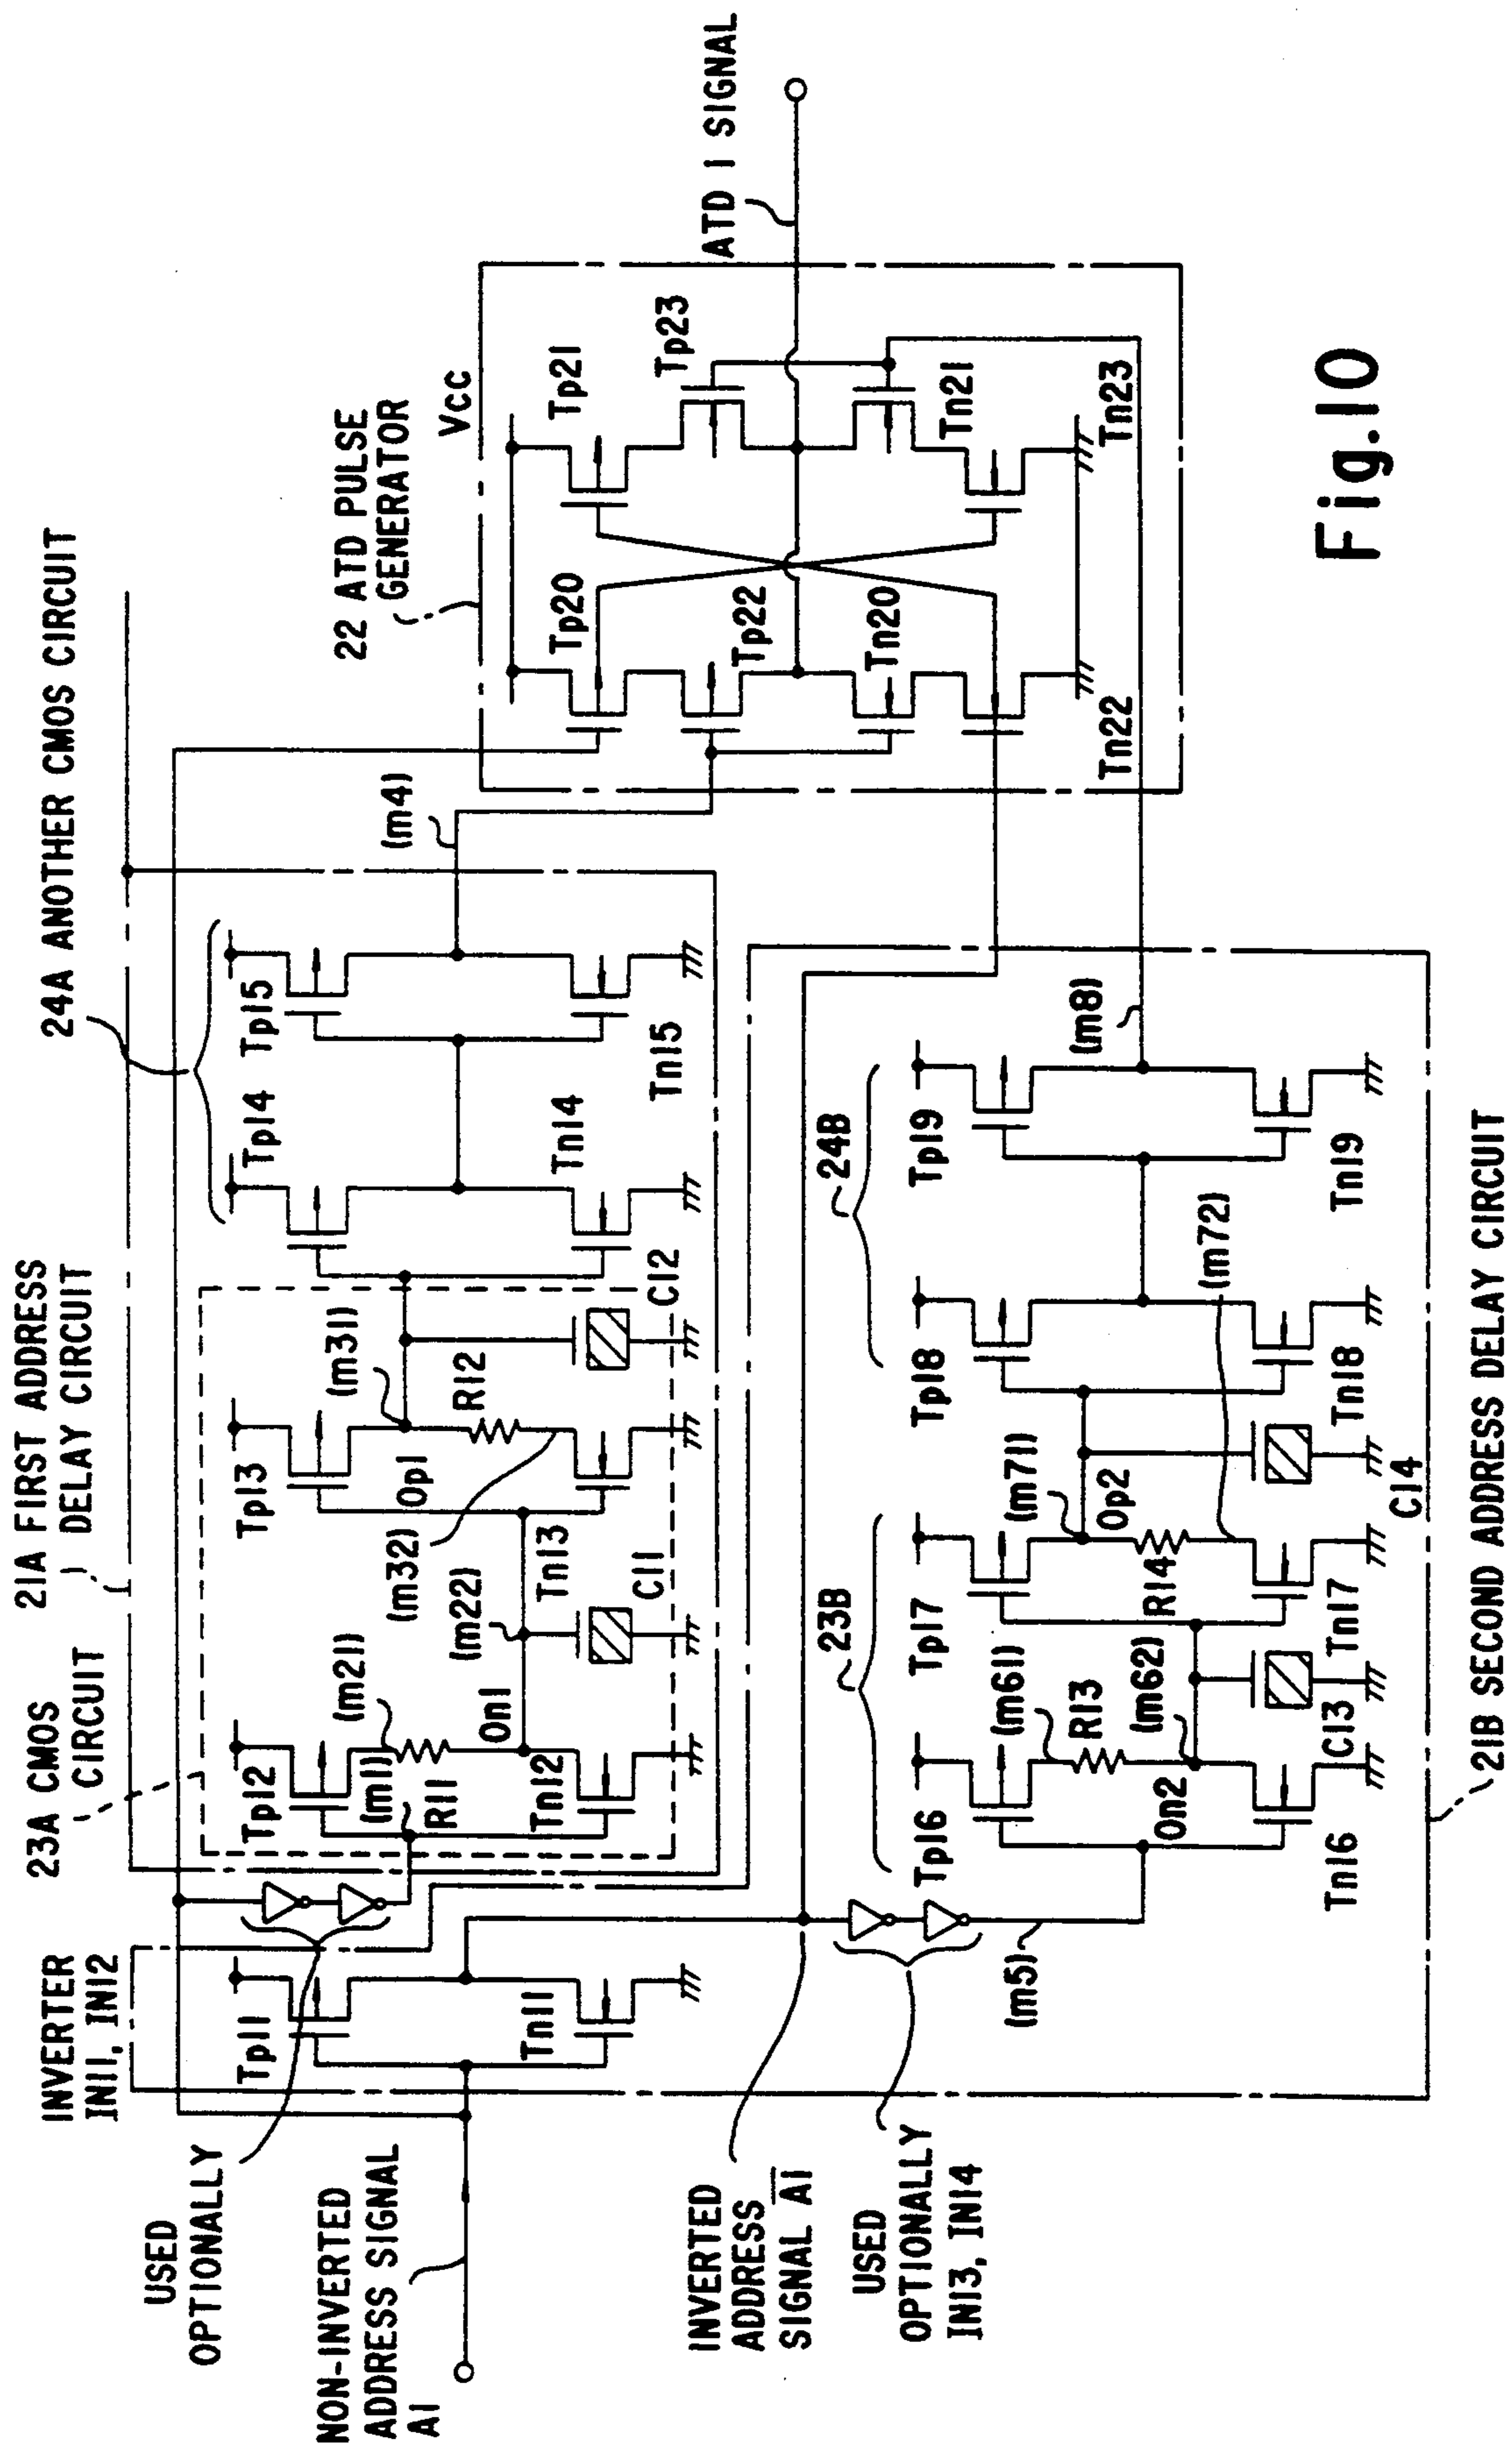 24A ANOTHER CMOS CIRCUIT
21A FIRST ADDRESS
DELAY CIRCUIT
23A CMOS
CIRCUIT
INVERTER
IN11, IN12
USED
OPTIONALLY
NON-INVERTED
ADDRESS SIGNAL
A1
INVERTED
ADDRESS
SIGNAL A̅1̅
USED
OPTIONALLY
IN13, IN14
Tp11
Tn11
Tp12
(m11)
R11
(m21)
On1
Tn12
(m22)
C11
Tp13
Op1
(m31)
R12
(m32)
Tn13
C12
Tp14
Tn14
Tp15
Tn15
(m4)
22 ATD PULSE
GENERATOR
Vcc
Tp20
Tp21
Tp22
Tp23
Tn20
Tn21
Tn22
Tn23
ATD 1 SIGNAL
(m5)
23B
Tp16
(m61)
R13
(m62)
On2
Tn16
C13
Tp17
(m71)
Op2
R14
(m72)
Tn17
C14
24B
Tp18
Tn18
Tp19
Tn19
(m8)
21B SECOND ADDRESS DELAY CIRCUIT
Fig.10